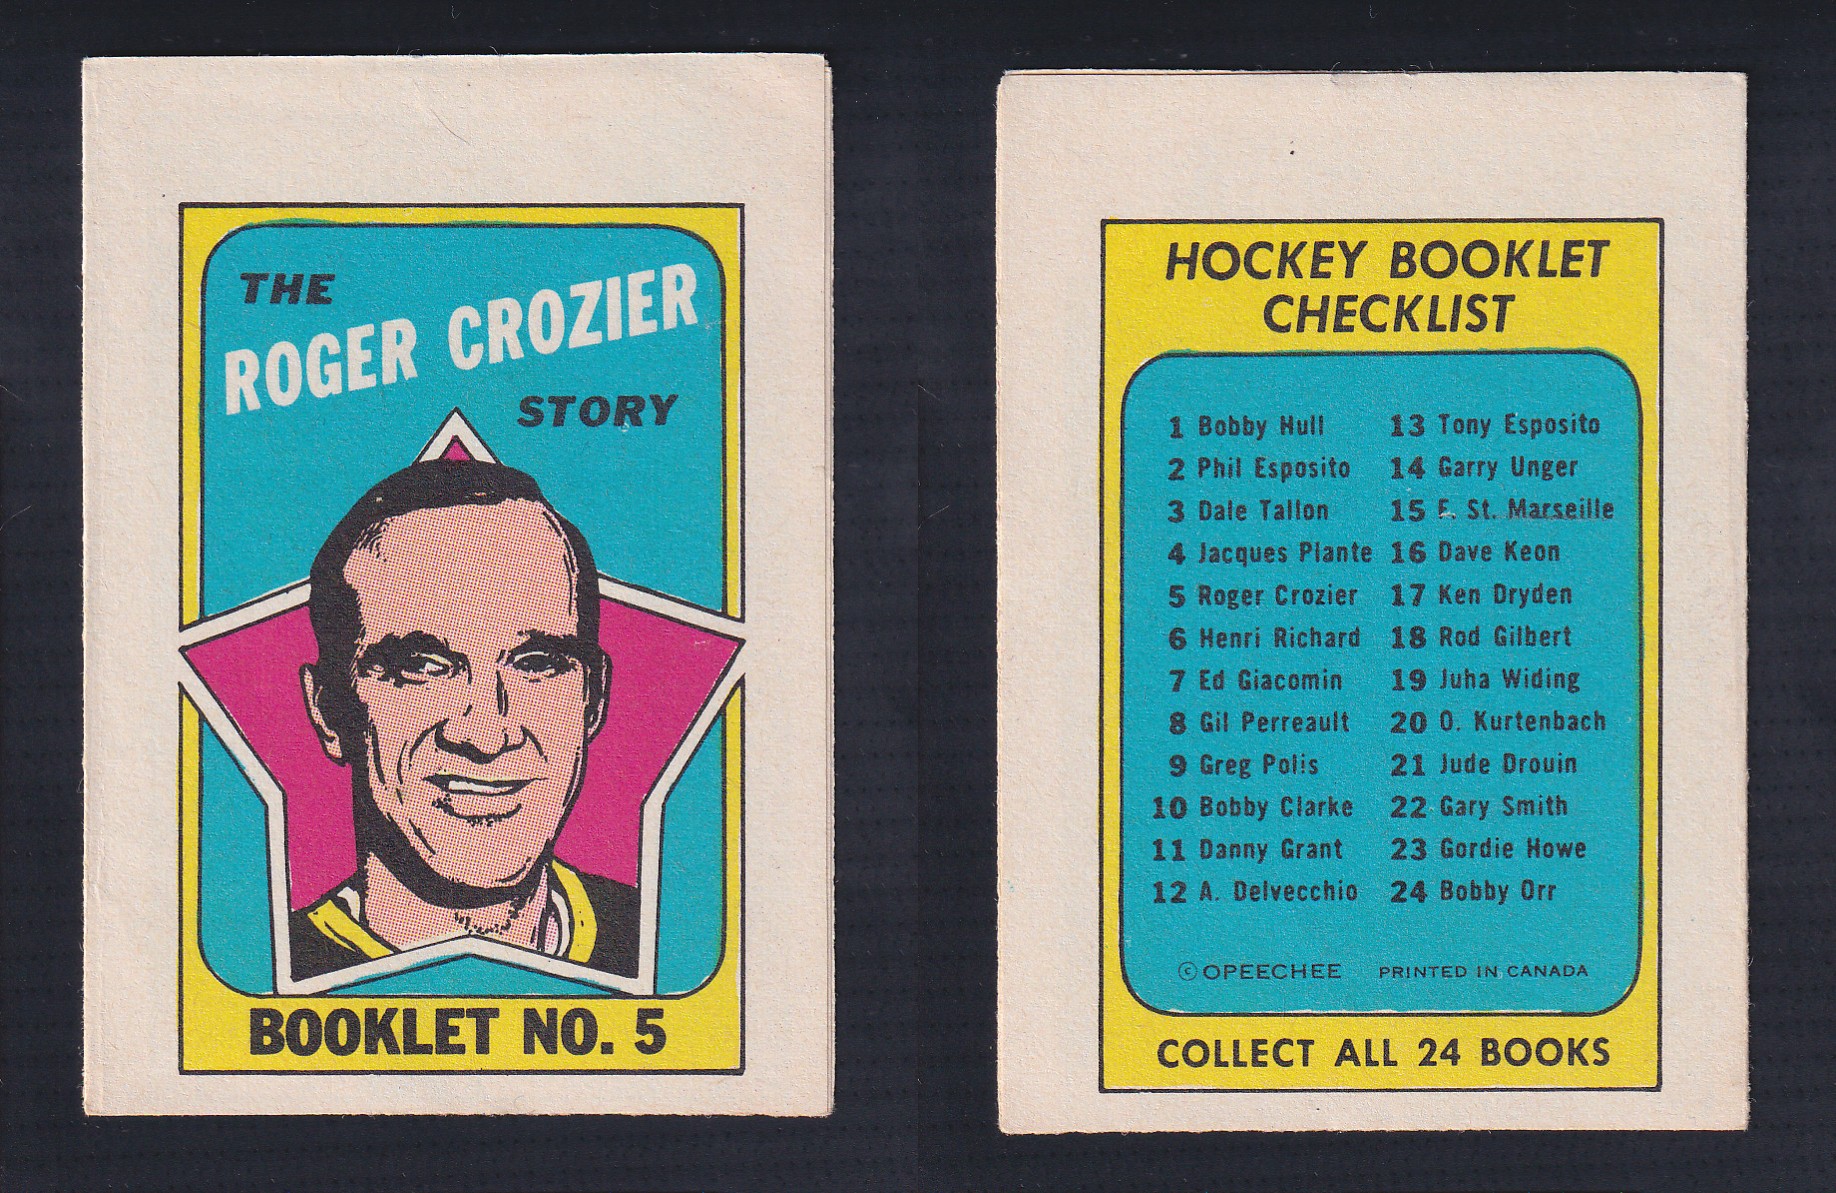 THE
ROGER CROZIER
STORY
BOOKLET NO. 5
HOCKEY BOOKLET
CHECKLIST
1 Bobby Hull
2 Phil Esposito
3 Dale Tallon
4 Jacques Plante
5 Roger Crozier
6 Henri Richard
7 Ed Giacomin
8 Gil Perreault
9 Greg Polis
10 Bobby Clarke
11 Danny Grant
12 A. Delvecchio
13 Tony Esposito
14 Garry Unger
15 F. St. Marseille
16 Dave Keon
17 Ken Dryden
18 Rod Gilbert
19 Juha Widing
20 O. Kurtenbach
21 Jude Drouin
22 Gary Smith
23 Gordie Howe
24 Bobby Orr
© OPEECHEE PRINTED IN CANADA
COLLECT ALL 24 BOOKS